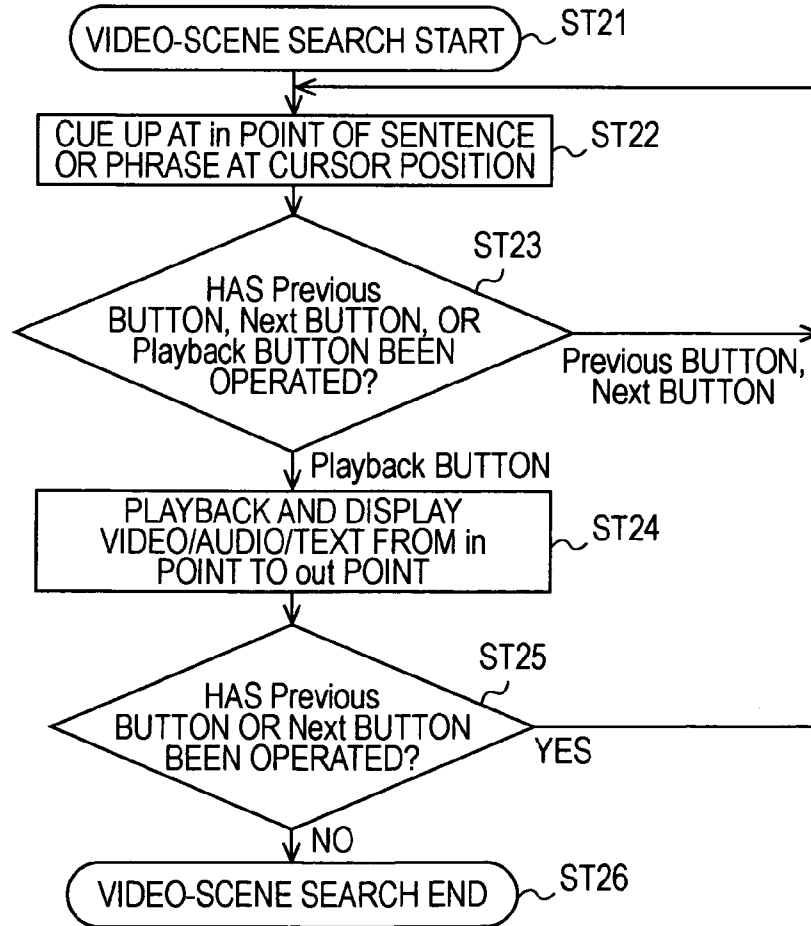 VIDEO-SCENE SEARCH START
ST21
CUE UP AT in POINT OF SENTENCE
OR PHRASE AT CURSOR POSITION
ST22
ST23
HAS Previous
BUTTON, Next BUTTON, OR
Playback BUTTON BEEN
OPERATED?
Previous BUTTON,
Next BUTTON
Playback BUTTON
PLAYBACK AND DISPLAY
VIDEO/AUDIO/TEXT FROM in
POINT TO out POINT
ST24
ST25
HAS Previous
BUTTON OR Next BUTTON
BEEN OPERATED?
YES
NO
VIDEO-SCENE SEARCH END
ST26